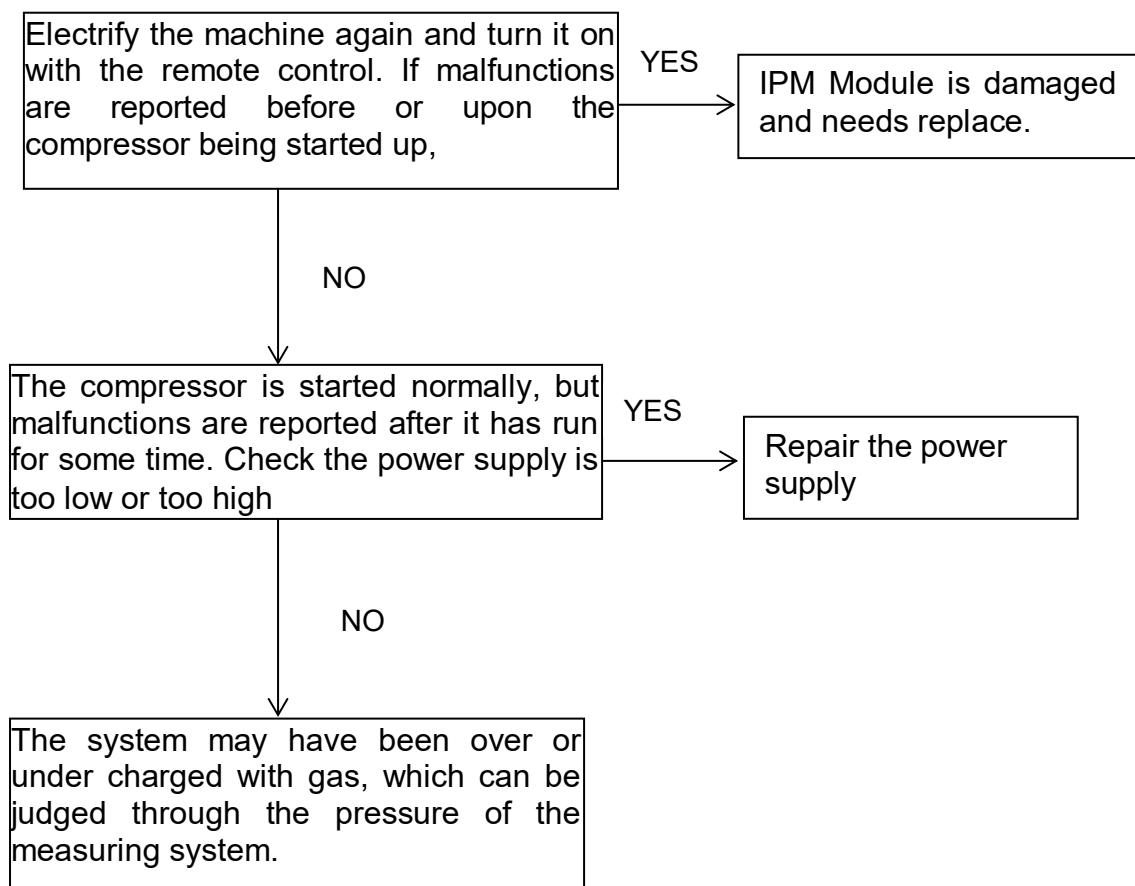 Electrify the machine again and turn it on
with the remote control. If malfunctions
are reported before or upon the
compressor being started up,
YES
IPM Module is damaged
and needs replace.
NO
The compressor is started normally, but
malfunctions are reported after it has run
for some time. Check the power supply is
too low or too high
YES
Repair the power
supply
NO
The system may have been over or
under charged with gas, which can be
judged through the pressure of the
measuring system.